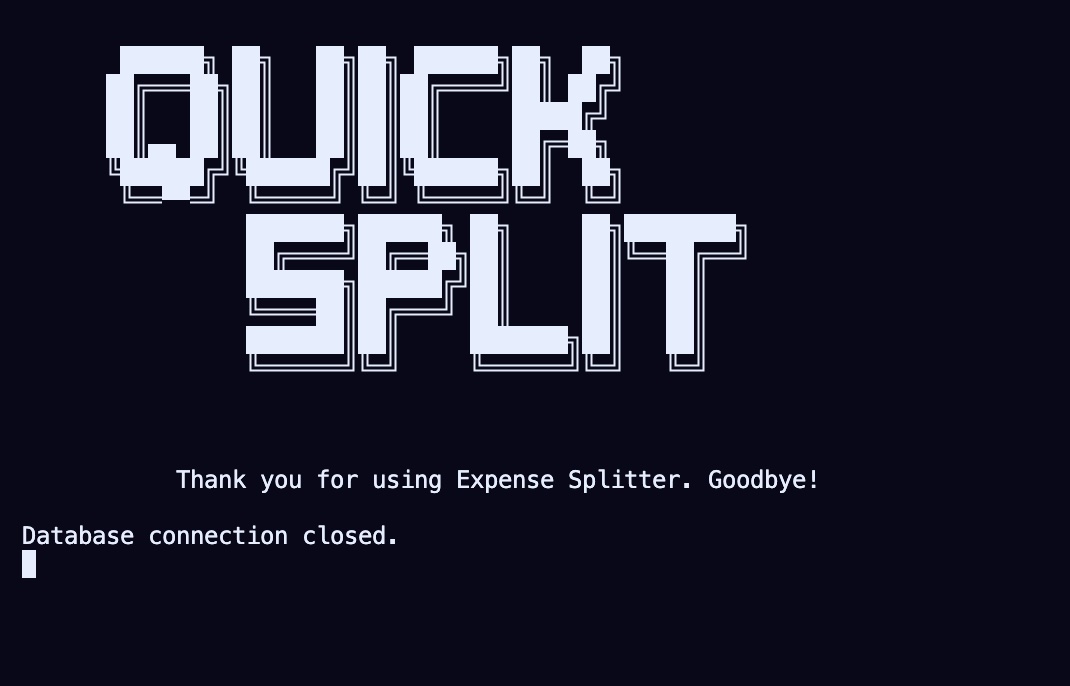 QUICK
SPLIT
Thank you for using Expense Splitter. Goodbye!
Database connection closed.